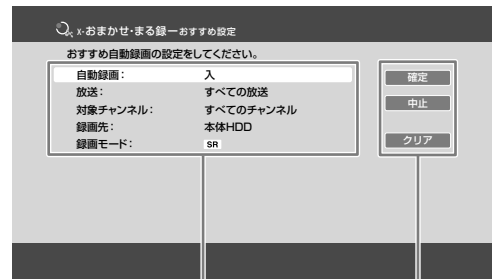 x-おまかせ・まる録ーおすすめ設定
おすすめ自動録画の設定をしてください。
自動録画： 入
放送： すべての放送
対象チャンネル： すべてのチャンネル
録画先： 本体HDD
録画モード： SR
確定
中止
クリア